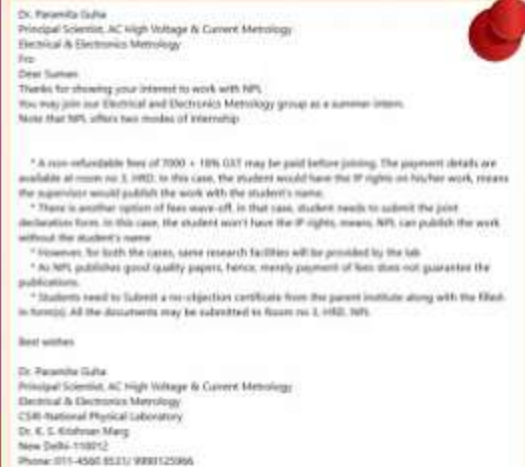 Dr. Paramita Guha
Principal Scientist, AC High Voltage & Current Metrology
Electrical & Electronics Metrology
Fro
Dear Suman
Thanks for showing your interest to work with NPL
You may join our Electrical and Electronics Metrology group as a summer intern.
Note that NPL offers two modes of internship
* A non-refundable fees of 7000 + 18% GST may be paid before joining. The payment details are
available at room no 3, HRD. In this case, the student would have the IP rights on his/her work, means
the supervisor would publish the work with the student's name.
* There is another option of fees wave-off. In that case, student needs to submit the joint
declaration form. In this case, the student won't have the IP rights, means, NPL can publish the work
without the student's name
* However, for both the cases, same research facilities will be provided by the lab
* As NPL publishes good quality papers, hence, merely payment of fees does not guarantee the
publications.
* Students need to Submit a no-objection certificate from the parent institute along with the filled-
in form(s). All the documents may be submitted to Room no 3, HRD, NPL
Best wishes
Dr. Paramita Guha
Principal Scientist, AC High Voltage & Current Metrology
Electrical & Electronics Metrology
CSIR-National Physical Laboratory
Dr. K. S. Krishnan Marg
New Delhi-110012
Phone: 011-4560 8531/ 9990125966